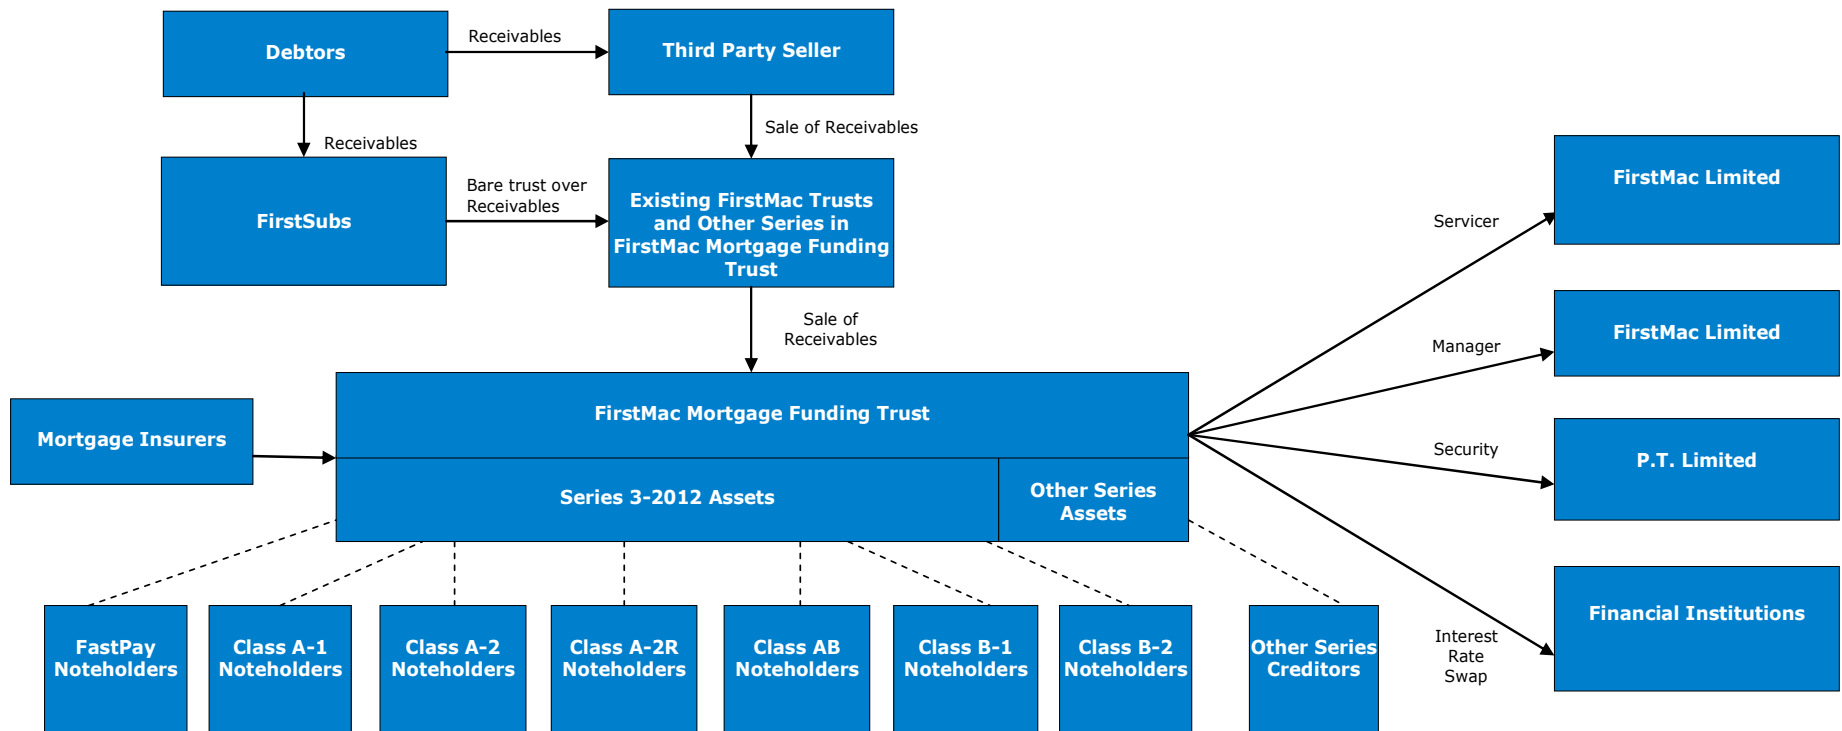 Debtors
Receivables
Third Party Seller
Receivables
Sale of Receivables
FirstSubs
Bare trust over
Receivables
Existing FirstMac Trusts
and Other Series in
FirstMac Mortgage Funding
Trust
Sale of
Receivables
FirstMac Limited
Servicer
FirstMac Limited
Manager
Mortgage Insurers
FirstMac Mortgage Funding Trust
Security
P.T. Limited
Series 3-2012 Assets
Other Series
Assets
Interest
Rate
Swap
Financial Institutions
FastPay
Noteholders
Class A-1
Noteholders
Class A-2
Noteholders
Class A-2R
Noteholders
Class AB
Noteholders
Class B-1
Noteholders
Class B-2
Noteholders
Other Series
Creditors